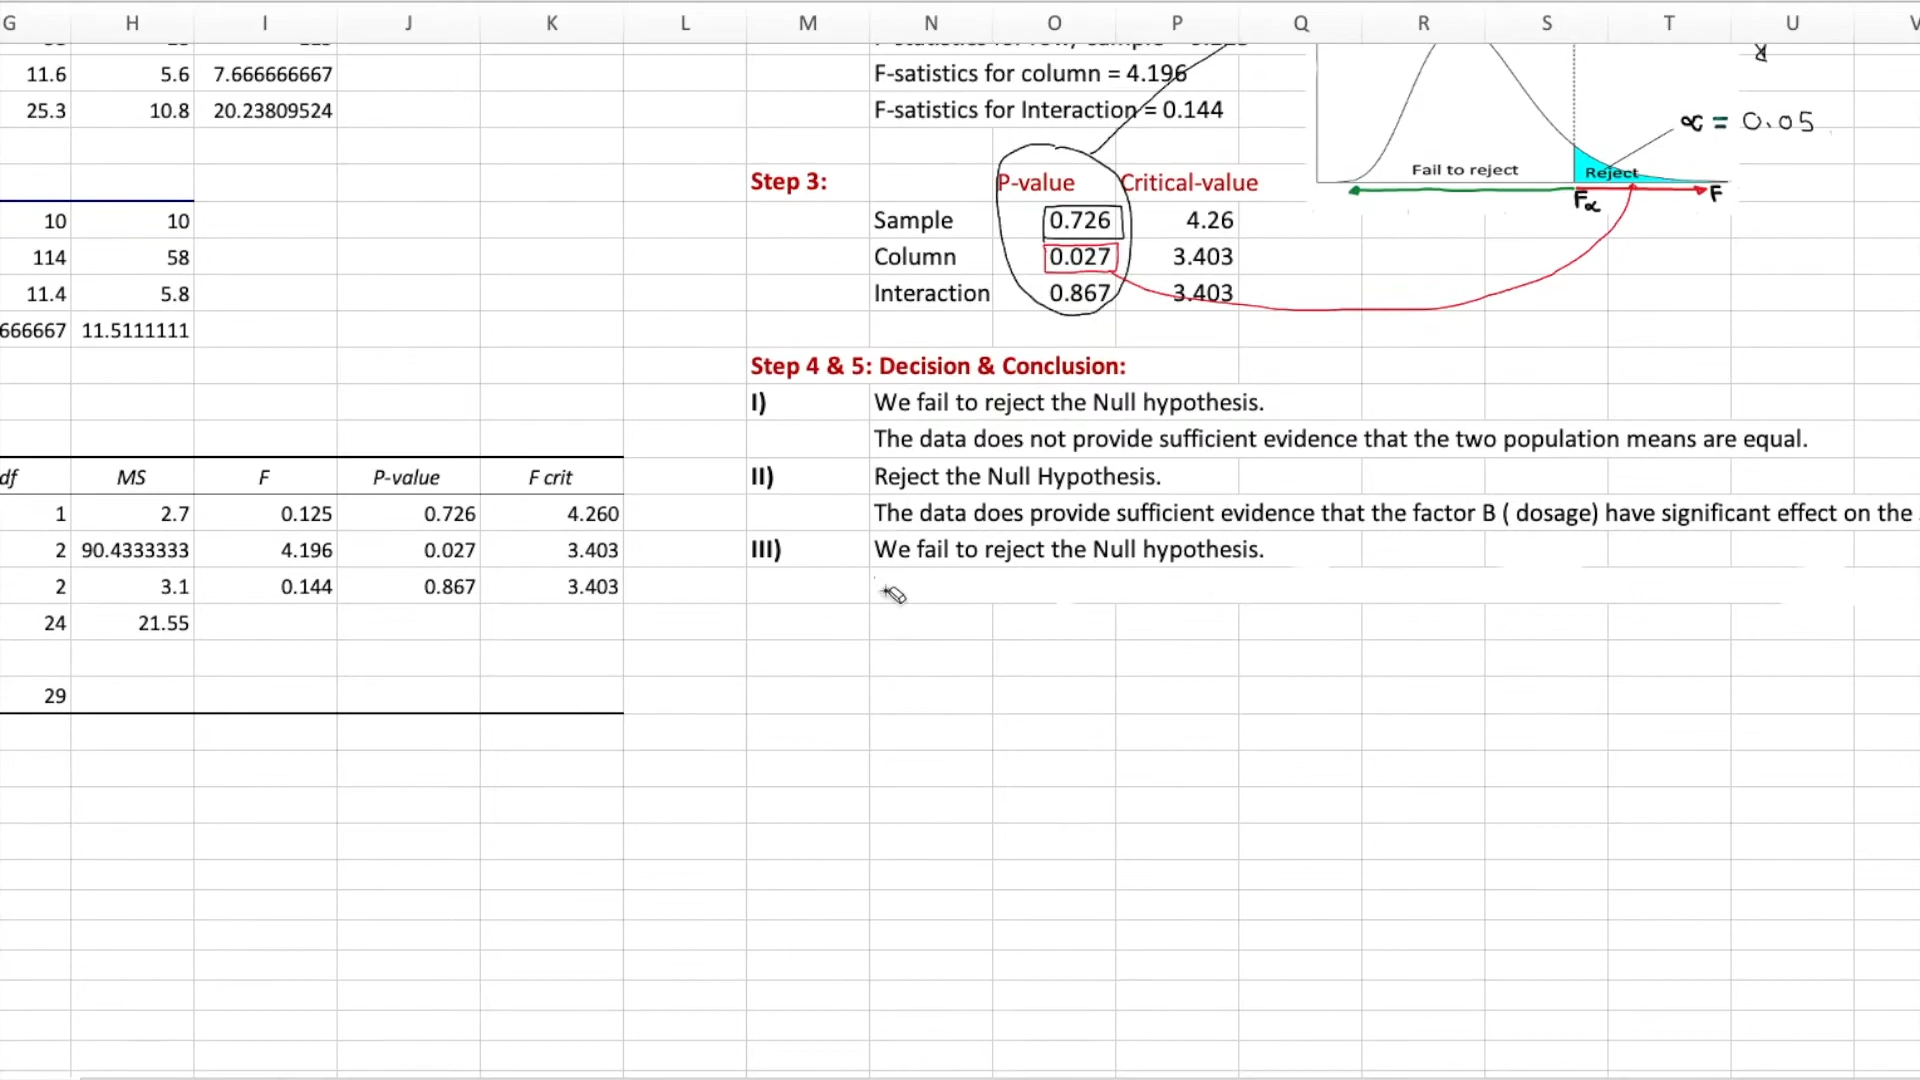 G H I J K L M N O P Q R S T U V
11.6 5.6 7.666666667 F-satistics for column = 4.196
25.3 10.8 20.23809524 F-satistics for Interaction = 0.144
∝ = 0.05
Fail to reject Reject
Fα F
Step 3: P-value Critical-value
10 10 Sample 0.726 4.26
114 58 Column 0.027 3.403
11.4 5.8 Interaction 0.867 3.403
666667 11.5111111
Step 4 & 5: Decision & Conclusion:
I) We fail to reject the Null hypothesis.
The data does not provide sufficient evidence that the two population means are equal.
df MS F P-value F crit II) Reject the Null Hypothesis.
1 2.7 0.125 0.726 4.260 The data does provide sufficient evidence that the factor B ( dosage) have significant effect on the
2 90.4333333 4.196 0.027 3.403 III) We fail to reject the Null hypothesis.
2 3.1 0.144 0.867 3.403
24 21.55
29